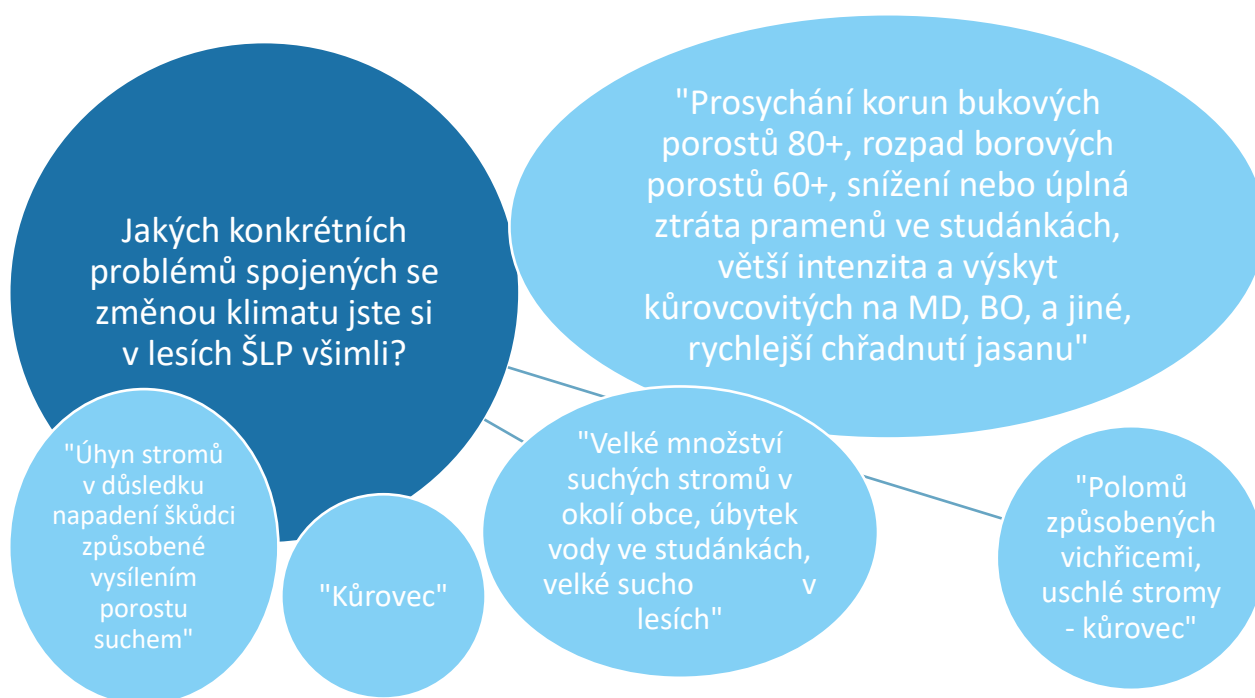 Jakých konkrétních
problémů spojených se
změnou klimatu jste si
v lesích ŠLP všimli?
"Prosychání korun bukových
porostů 80+, rozpad borových
porostů 60+, snížení nebo úplná
ztráta pramenů ve studánkách,
větší intenzita a výskyt
kůrovcovitých na MD, BO, a jiné,
rychlejší chřadnutí jasanu"
"Úhyn stromů
v důsledku
napadení škůdci
způsobené
vysílením
porostu
suchem"
"Kůrovec"
"Velké množství
suchých stromů v
okolí obce, úbytek
vody ve studánkách,
velké sucho v
lesích"
"Polomů
způsobených
vichřicemi,
uschlé stromy
- kůrovec"